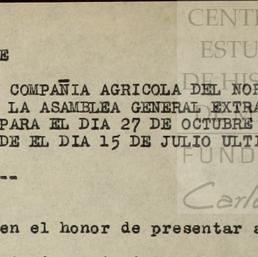 CENT
ESTU
DE HIS
FUND
Carlo
E
COMPAÑIA AGRICOLA DEL NOR
LA ASAMBLEA GENERAL EXTRA
PARA EL DIA 27 DE OCTUBRE
DE EL DIA 15 DE JULIO ULTI
--
en el honor de presentar a